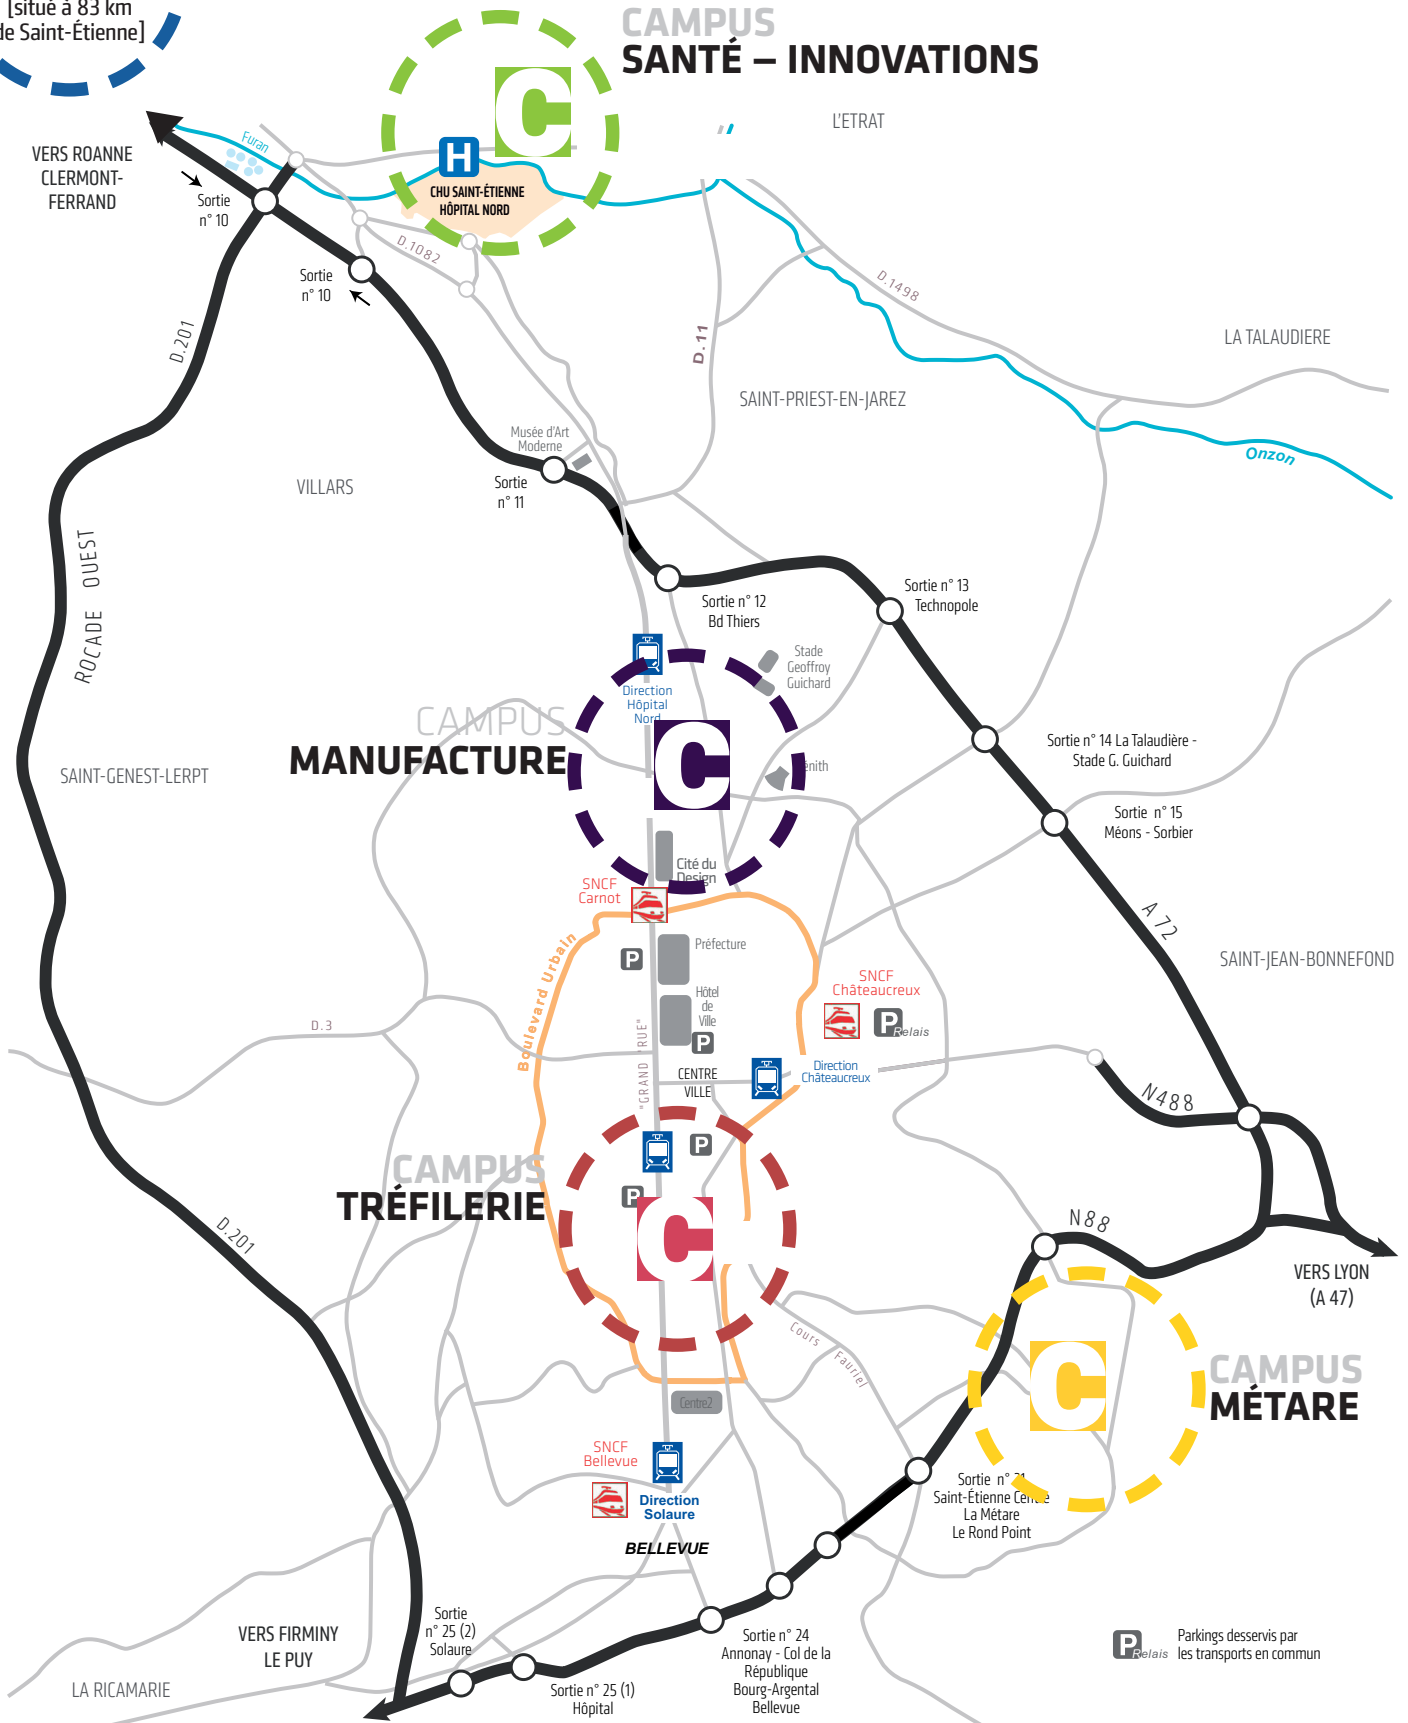 [situé à 83 km
de Saint-Étienne]
CAMPUS
SANTÉ – INNOVATIONS
C
L'ETRAT
VERS ROANNE
CLERMONT-
FERRAND
Furan
H
CHU SAINT-ÉTIENNE
HÔPITAL NORD
Sortie
n° 10
Sortie
n° 10
D.1082
D.1498
D.201
D.11
LA TALAUDIERE
SAINT-PRIEST-EN-JAREZ
Musée d'Art
Moderne
Onzon
VILLARS
Sortie
n° 11
ROCADE OUEST
Sortie n° 12
Bd Thiers
Sortie n° 13
Technopole
Stade
Geoffroy
Guichard
Direction
Hôpital
Nord
CAMPUS
MANUFACTURE
C
SAINT-GENEST-LERPT
Sortie n° 14 La Talaudière -
Stade G. Guichard
énith
Sortie n° 15
Méons - Sorbier
Cité du
Design
SNCF
Carnot
A 72
Boulevard Urbain
P
Préfecture
SAINT-JEAN-BONNEFOND
SNCF
Châteaucreux
Hôtel
de
Ville
P
P
Relais
D.3
"GRAND 'RUE"
CENTRE
VILLE
Direction
Châteaucreux
N488
P
CAMPUS
TRÉFILERIE
P
C
D.201
N88
VERS LYON
(A 47)
Cours
Fauriel
C
CAMPUS
MÉTARE
Centre2
SNCF
Bellevue
Direction
Solaure
Sortie n° 21
Saint-Étienne Centre
La Métare
Le Rond Point
BELLEVUE
Sortie
n° 25 (2)
Solaure
VERS FIRMINY
LE PUY
Sortie n° 24
Annonay - Col de la
République
Bourg-Argental
Bellevue
P
Relais
Parkings desservis par
les transports en commun
LA RICAMARIE
Sortie n° 25 (1)
Hôpital